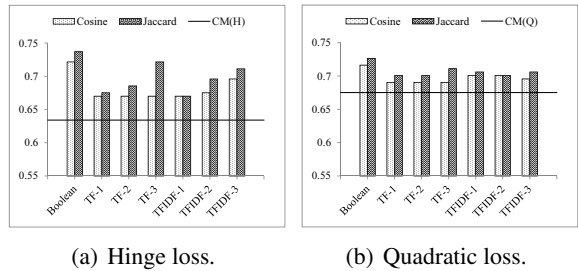 Cosine Jaccard CM(H)
0.75
0.7
0.65
0.6
0.55
Boolean TF-1 TF-2 TF-3 TFIDF-1 TFIDF-2 TFIDF-3
(a) Hinge loss.
Cosine Jaccard CM(Q)
0.75
0.7
0.65
0.6
0.55
Boolean TF-1 TF-2 TF-3 TFIDF-1 TFIDF-2 TFIDF-3
(b) Quadratic loss.